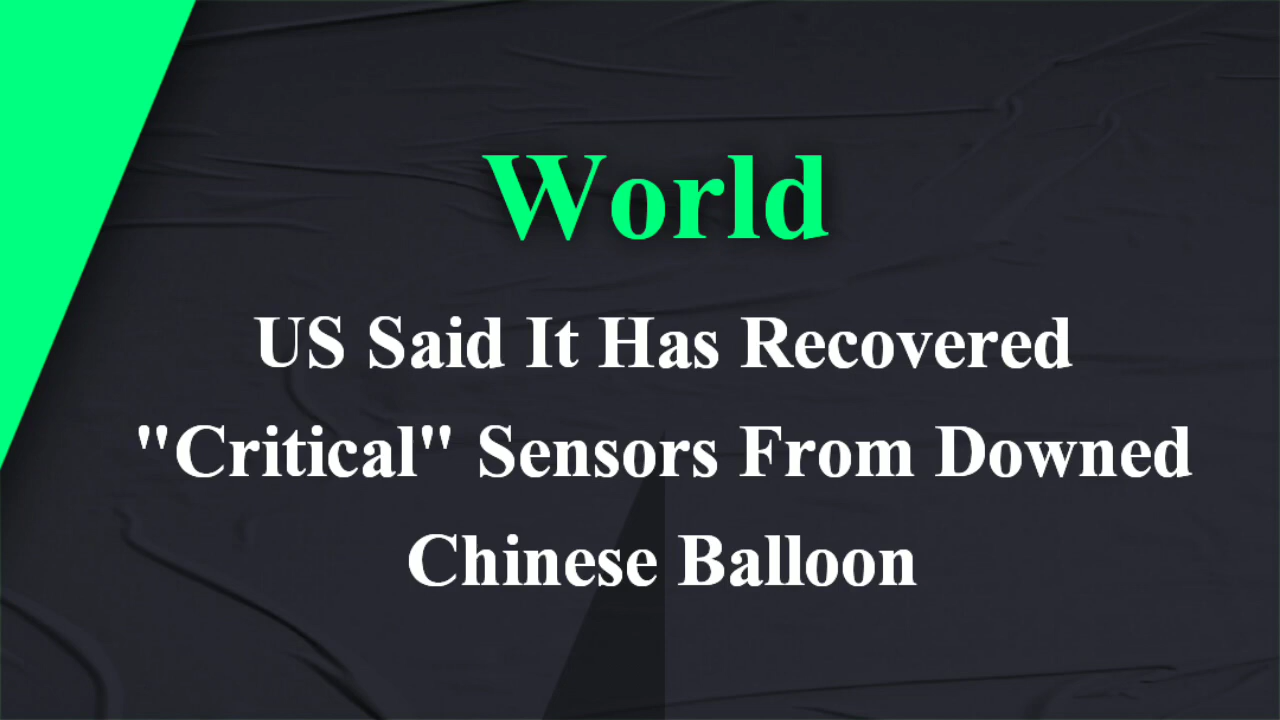 World
US Said It Has Recovered
"Critical" Sensors From Downed
Chinese Balloon